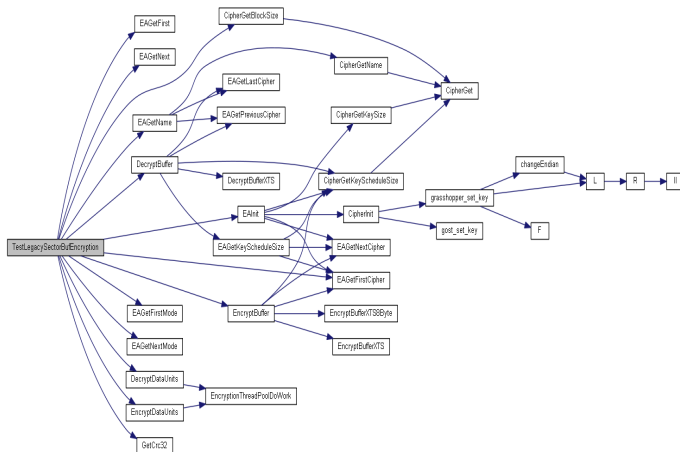 CipherGetBlockSize
EAGetFirst
EAGetNext
CipherGetName
EAGetLastCipher
CipherGet
EAGetPreviousCipher
CipherGetKeySize
EAGetName
DecryptBuffer
changeEndian
DecryptBufferXTS
CipherGetKeyScheduleSize
L
R
ll
grasshopper_set_key
EAInit
CipherInit
gost_set_key
F
TestLegacySectorBufEncryption
EAGetKeyScheduleSize
EAGetNextCipher
EAGetFirstCipher
EAGetFirstMode
EncryptBuffer
EncryptBufferXTS8Byte
EAGetNextMode
EncryptBufferXTS
DecryptDataUnits
EncryptionThreadPoolDoWork
EncryptDataUnits
GetCrc32